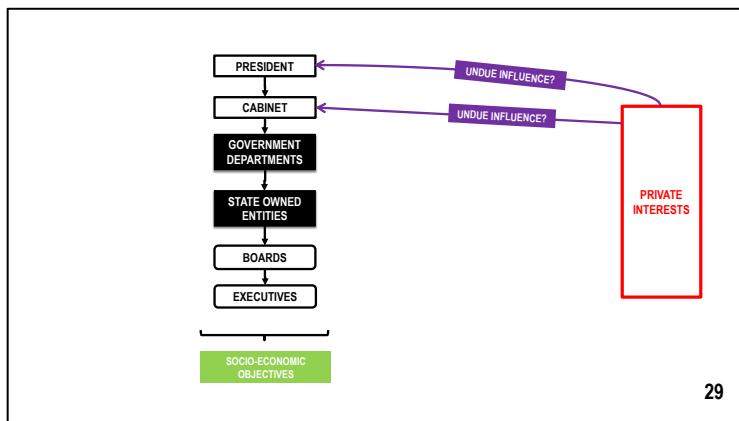 PRESIDENT
UNDUE INFLUENCE?
CABINET
UNDUE INFLUENCE?
GOVERNMENT
DEPARTMENTS
STATE OWNED
ENTITIES
PRIVATE
INTERESTS
BOARDS
EXECUTIVES
SOCIO-ECONOMIC
OBJECTIVES
29